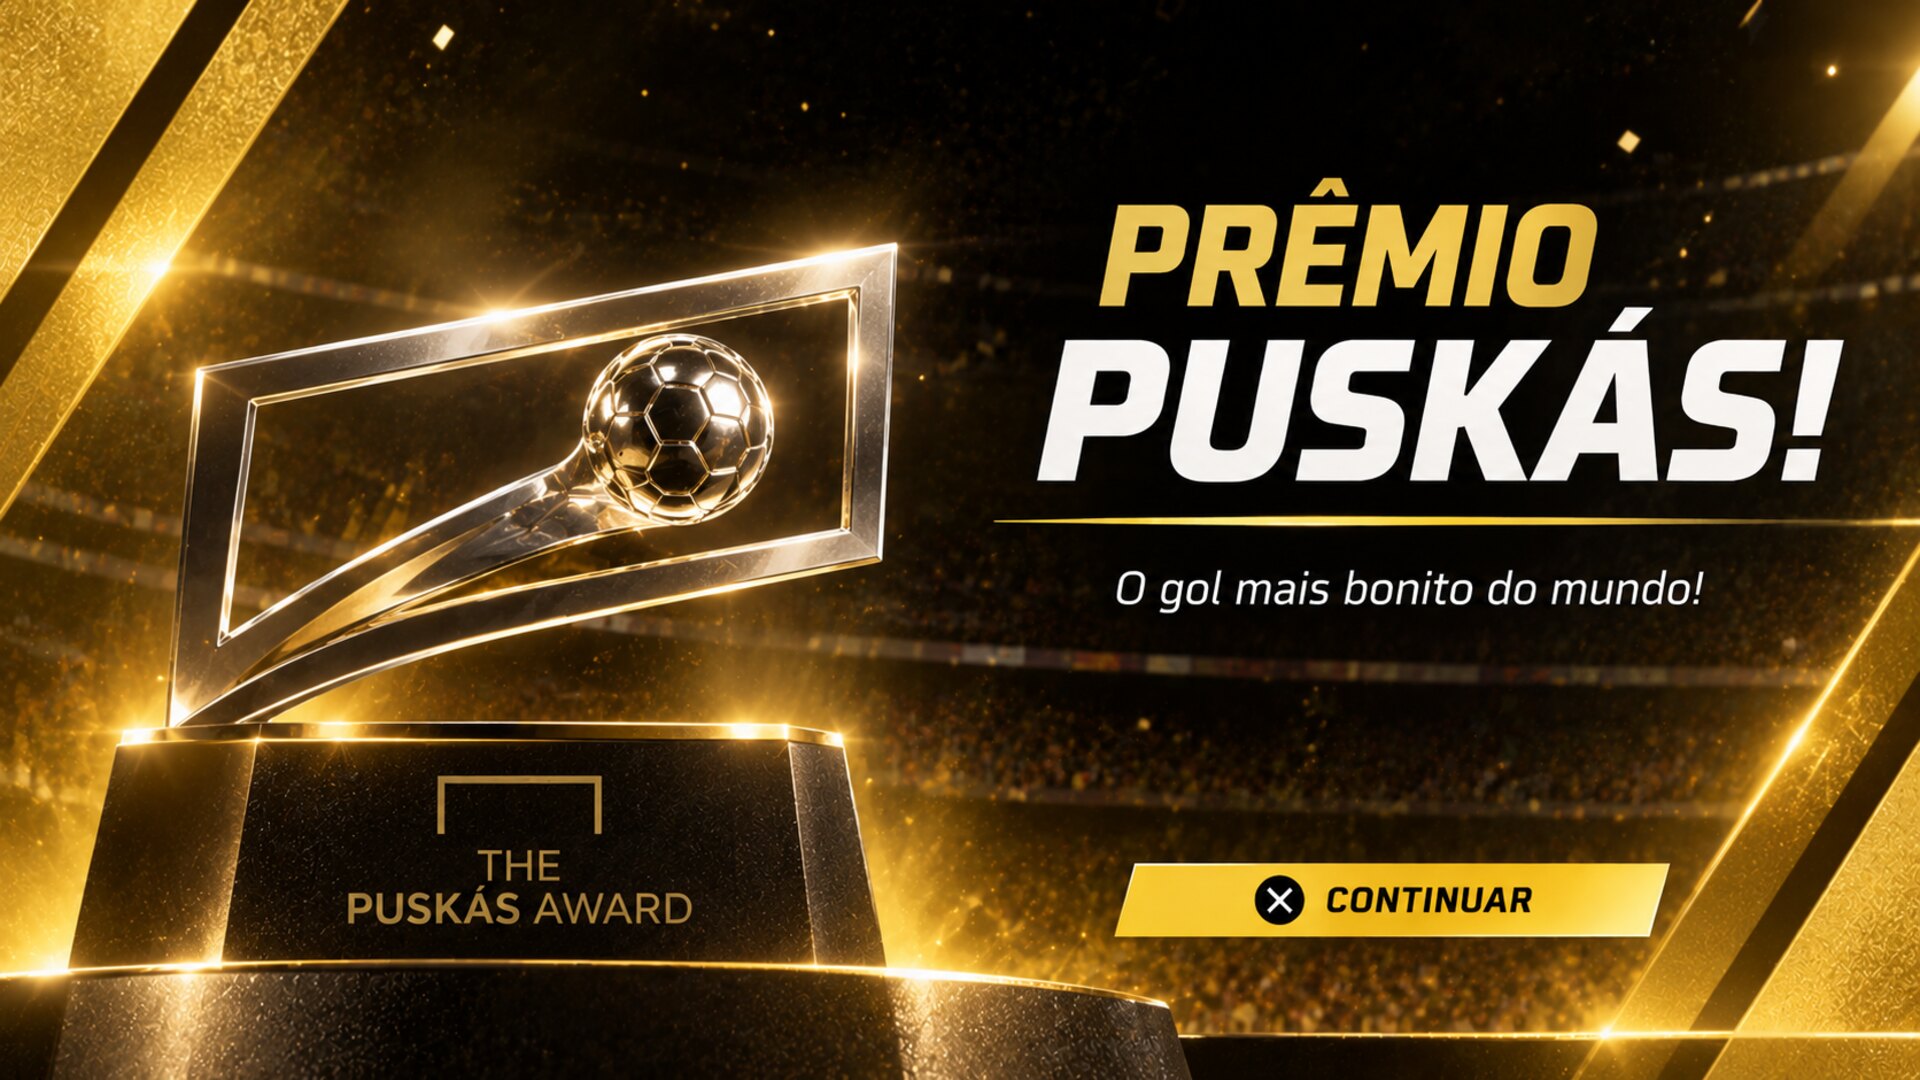 PRÊMIO
PUSKÁS!
O gol mais bonito do mundo!
THE
PUSKÁS AWARD
CONTINUAR